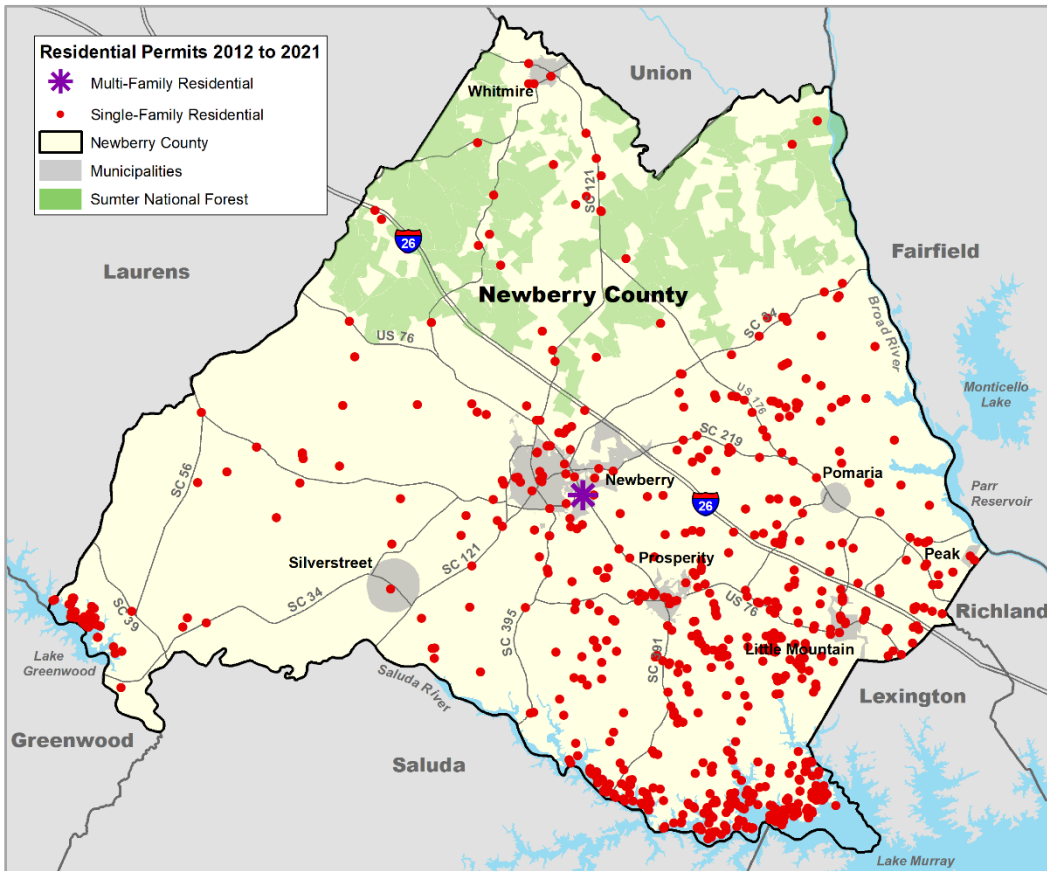 Residential Permits 2012 to 2021
Multi-Family Residential
Single-Family Residential
Newberry County
Municipalities
Sumter National Forest
Union
Whitmire
SC 121
26
Laurens
Fairfield
Newberry County
Broad River
SC 34
US 76
Monticello
Lake
US 176
SC 219
SC 56
Newberry
Pomaria
26
Parr
Reservoir
Silverstreet
SC 121
Prosperity
Peak
SC 34
US 76
Richland
SC 39
SC 395
Lake
Greenwood
Little Mountain
SC 391
Saluda River
Lexington
Greenwood
Saluda
Lake Murray